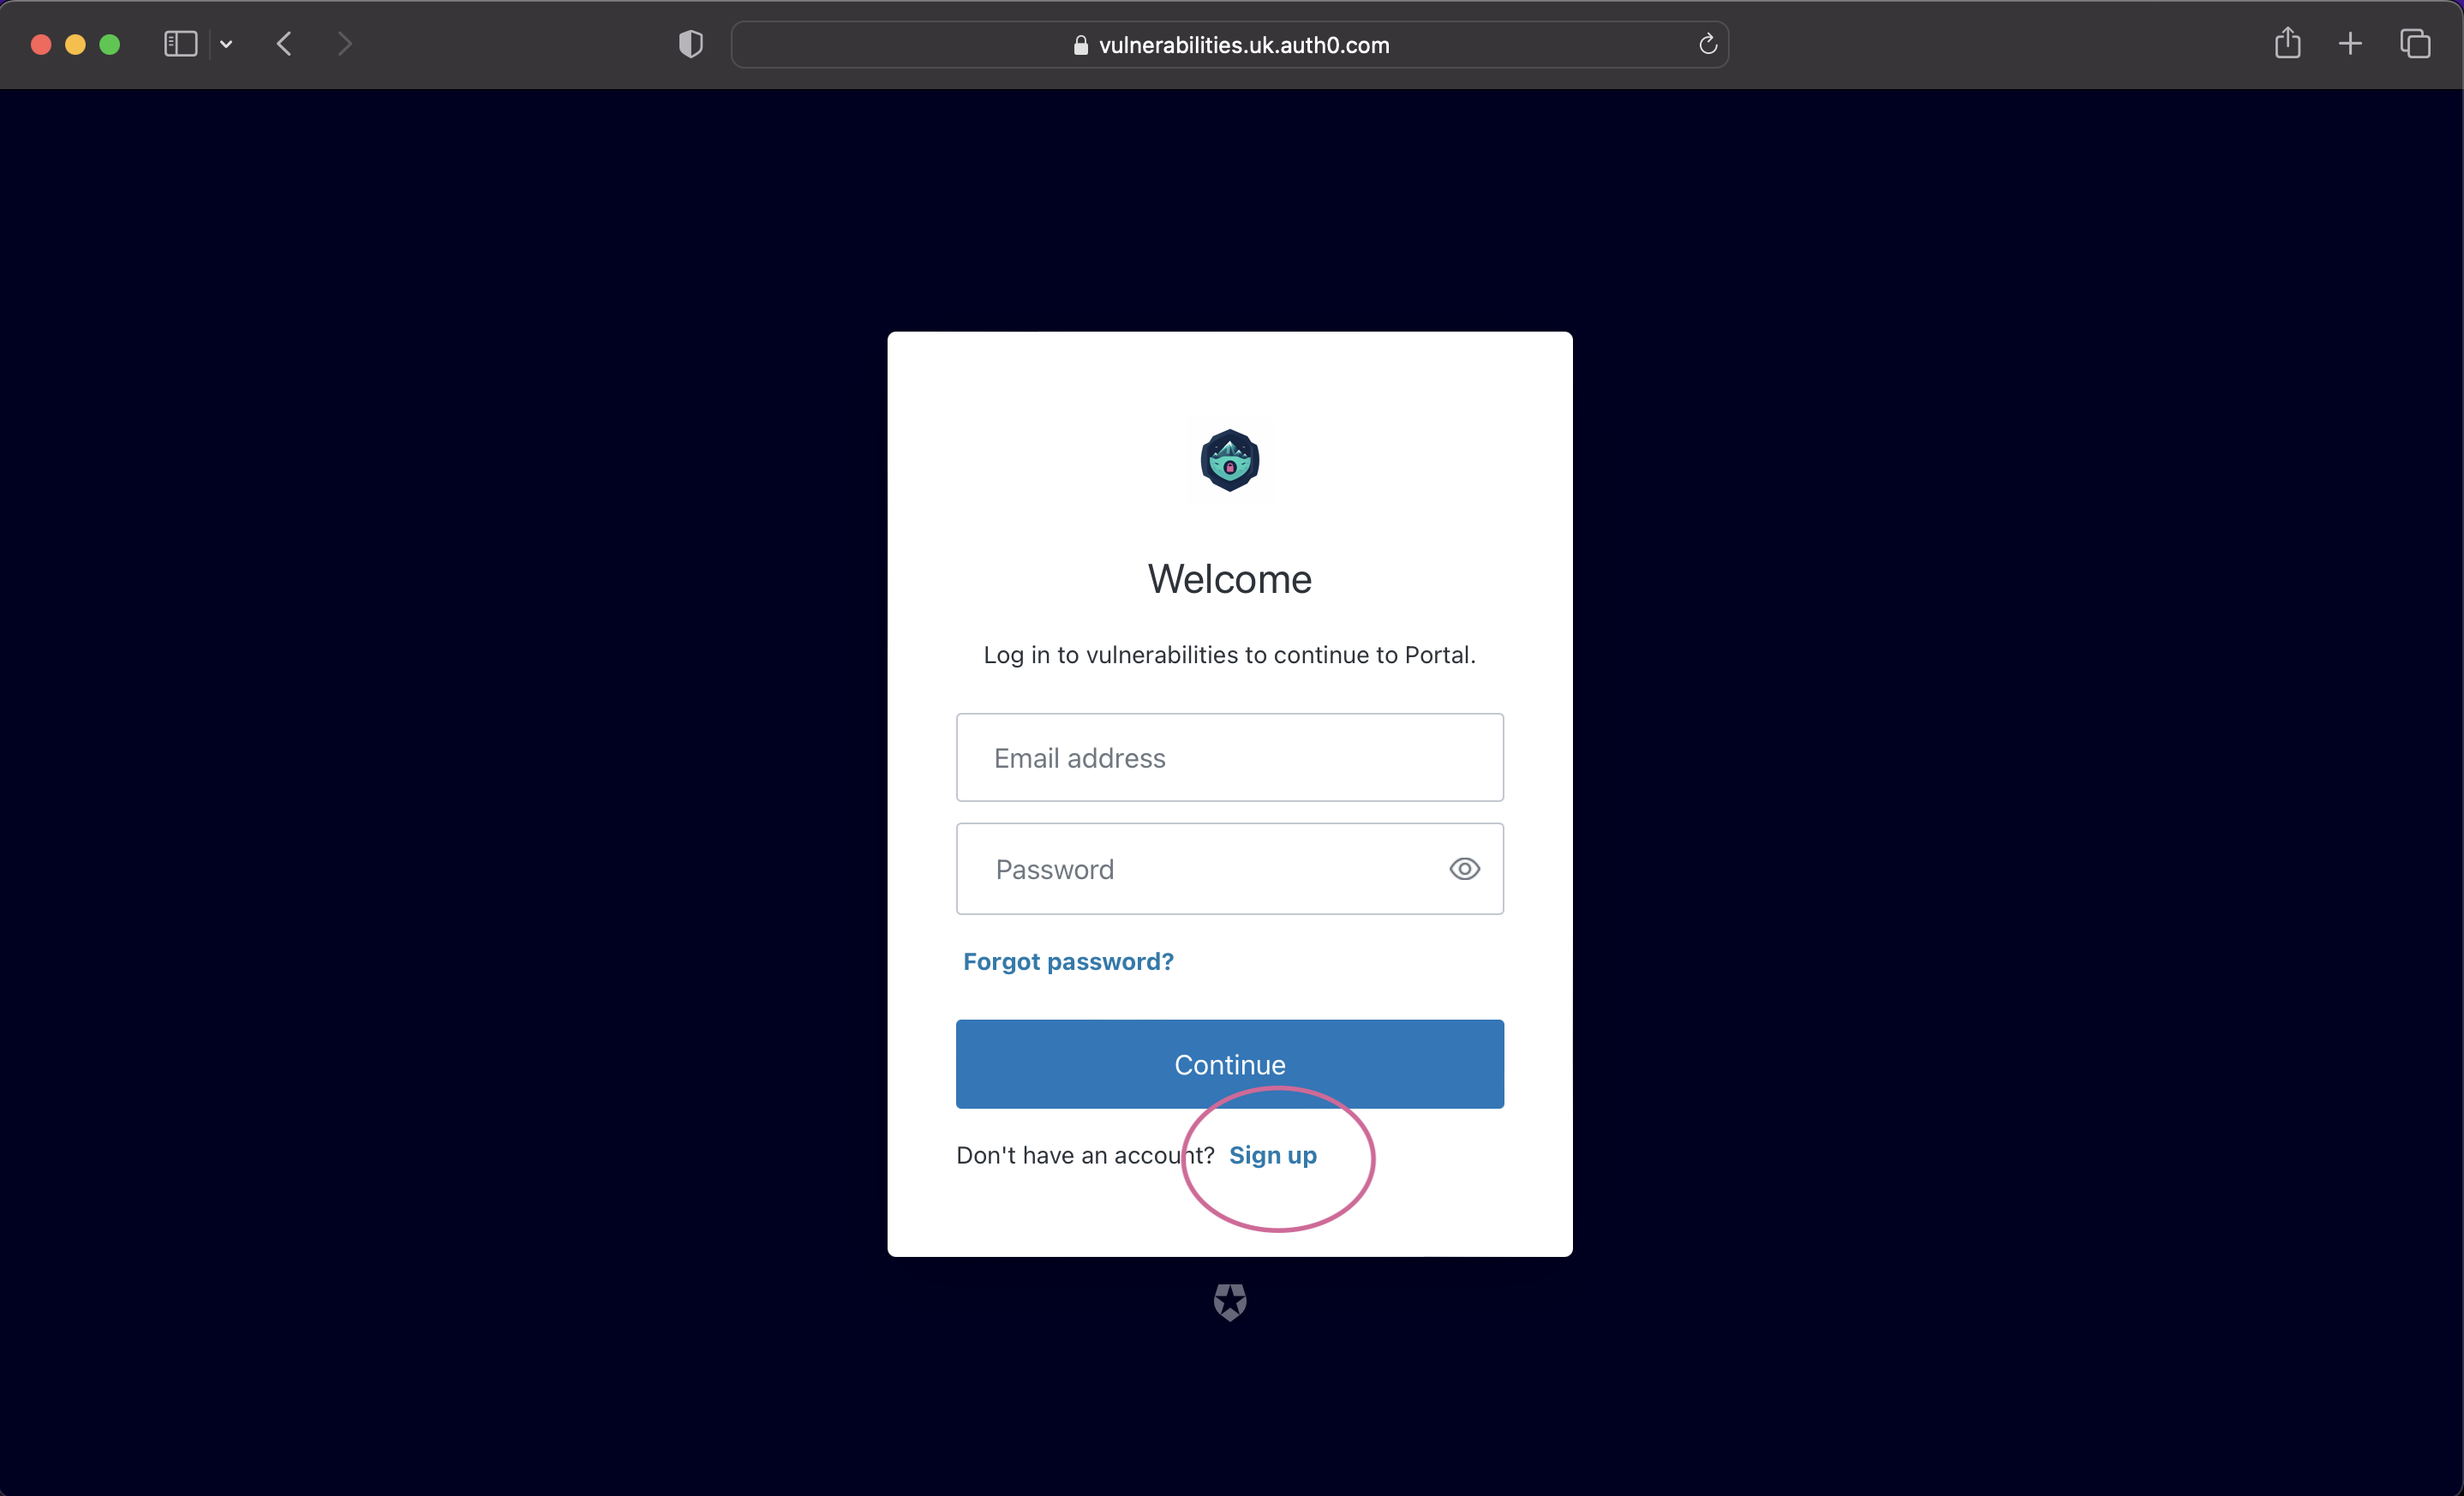 vulnerabilities.uk.auth0.com
Welcome
Log in to vulnerabilities to continue to Portal.
Email address
Password
Forgot password?
Continue
Don't have an account? Sign up